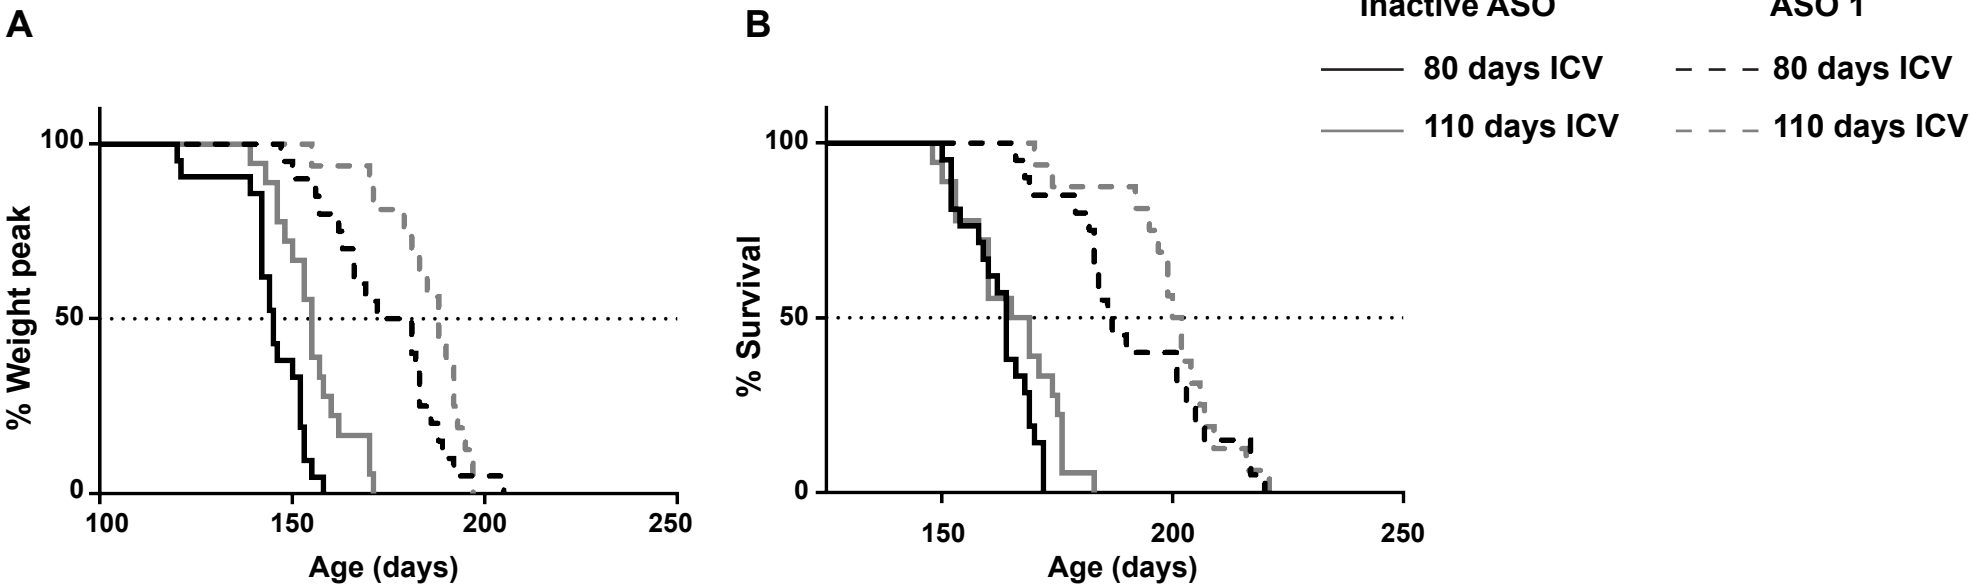 A
B
Inactive ASO
ASO 1
80 days ICV
80 days ICV
110 days ICV
110 days ICV
% Weight peak
100
50
0
100
150
200
250
Age (days)
% Survival
100
50
0
150
200
250
Age (days)